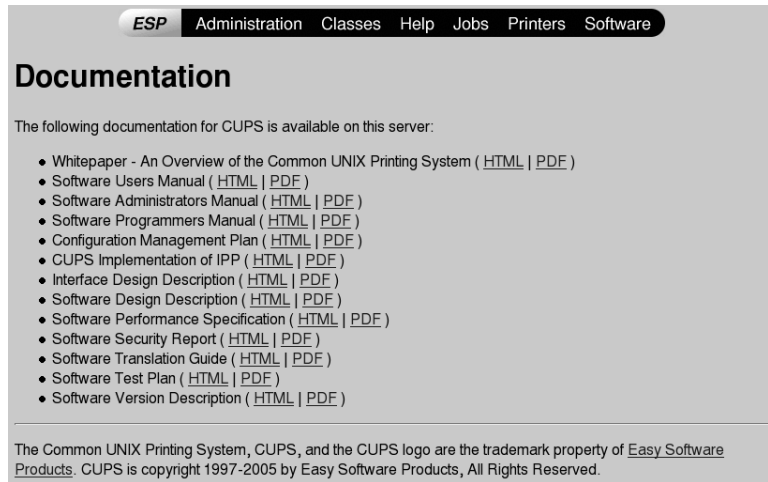 ESP Administration Classes Help Jobs Printers Software
Documentation
The following documentation for CUPS is available on this server:
• Whitepaper - An Overview of the Common UNIX Printing System ( HTML | PDF )
• Software Users Manual ( HTML | PDF )
• Software Administrators Manual ( HTML | PDF )
• Software Programmers Manual ( HTML | PDF )
• Configuration Management Plan ( HTML | PDF )
• CUPS Implementation of IPP ( HTML | PDF )
• Interface Design Description ( HTML | PDF )
• Software Design Description ( HTML | PDF )
• Software Performance Specification ( HTML | PDF )
• Software Security Report ( HTML | PDF )
• Software Translation Guide ( HTML | PDF )
• Software Test Plan ( HTML | PDF )
• Software Version Description ( HTML | PDF )
The Common UNIX Printing System, CUPS, and the CUPS logo are the trademark property of Easy Software
Products. CUPS is copyright 1997-2005 by Easy Software Products, All Rights Reserved.